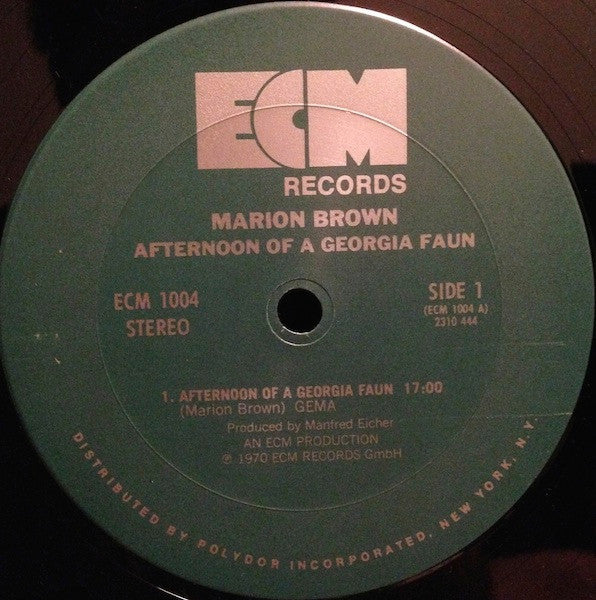 ECM
RECORDS
MARION BROWN
AFTERNOON OF A GEORGIA FAUN
ECM 1004
STEREO
SIDE 1
(ECM 1004 A)
2310 444
1. AFTERNOON OF A GEORGIA FAUN 17:00
(Marion Brown) GEMA
Produced by Manfred Eicher
AN ECM PRODUCTION
℗ 1970 ECM RECORDS GmbH
DISTRIBUTED BY POLYDOR INCORPORATED, NEW YORK, N.Y.